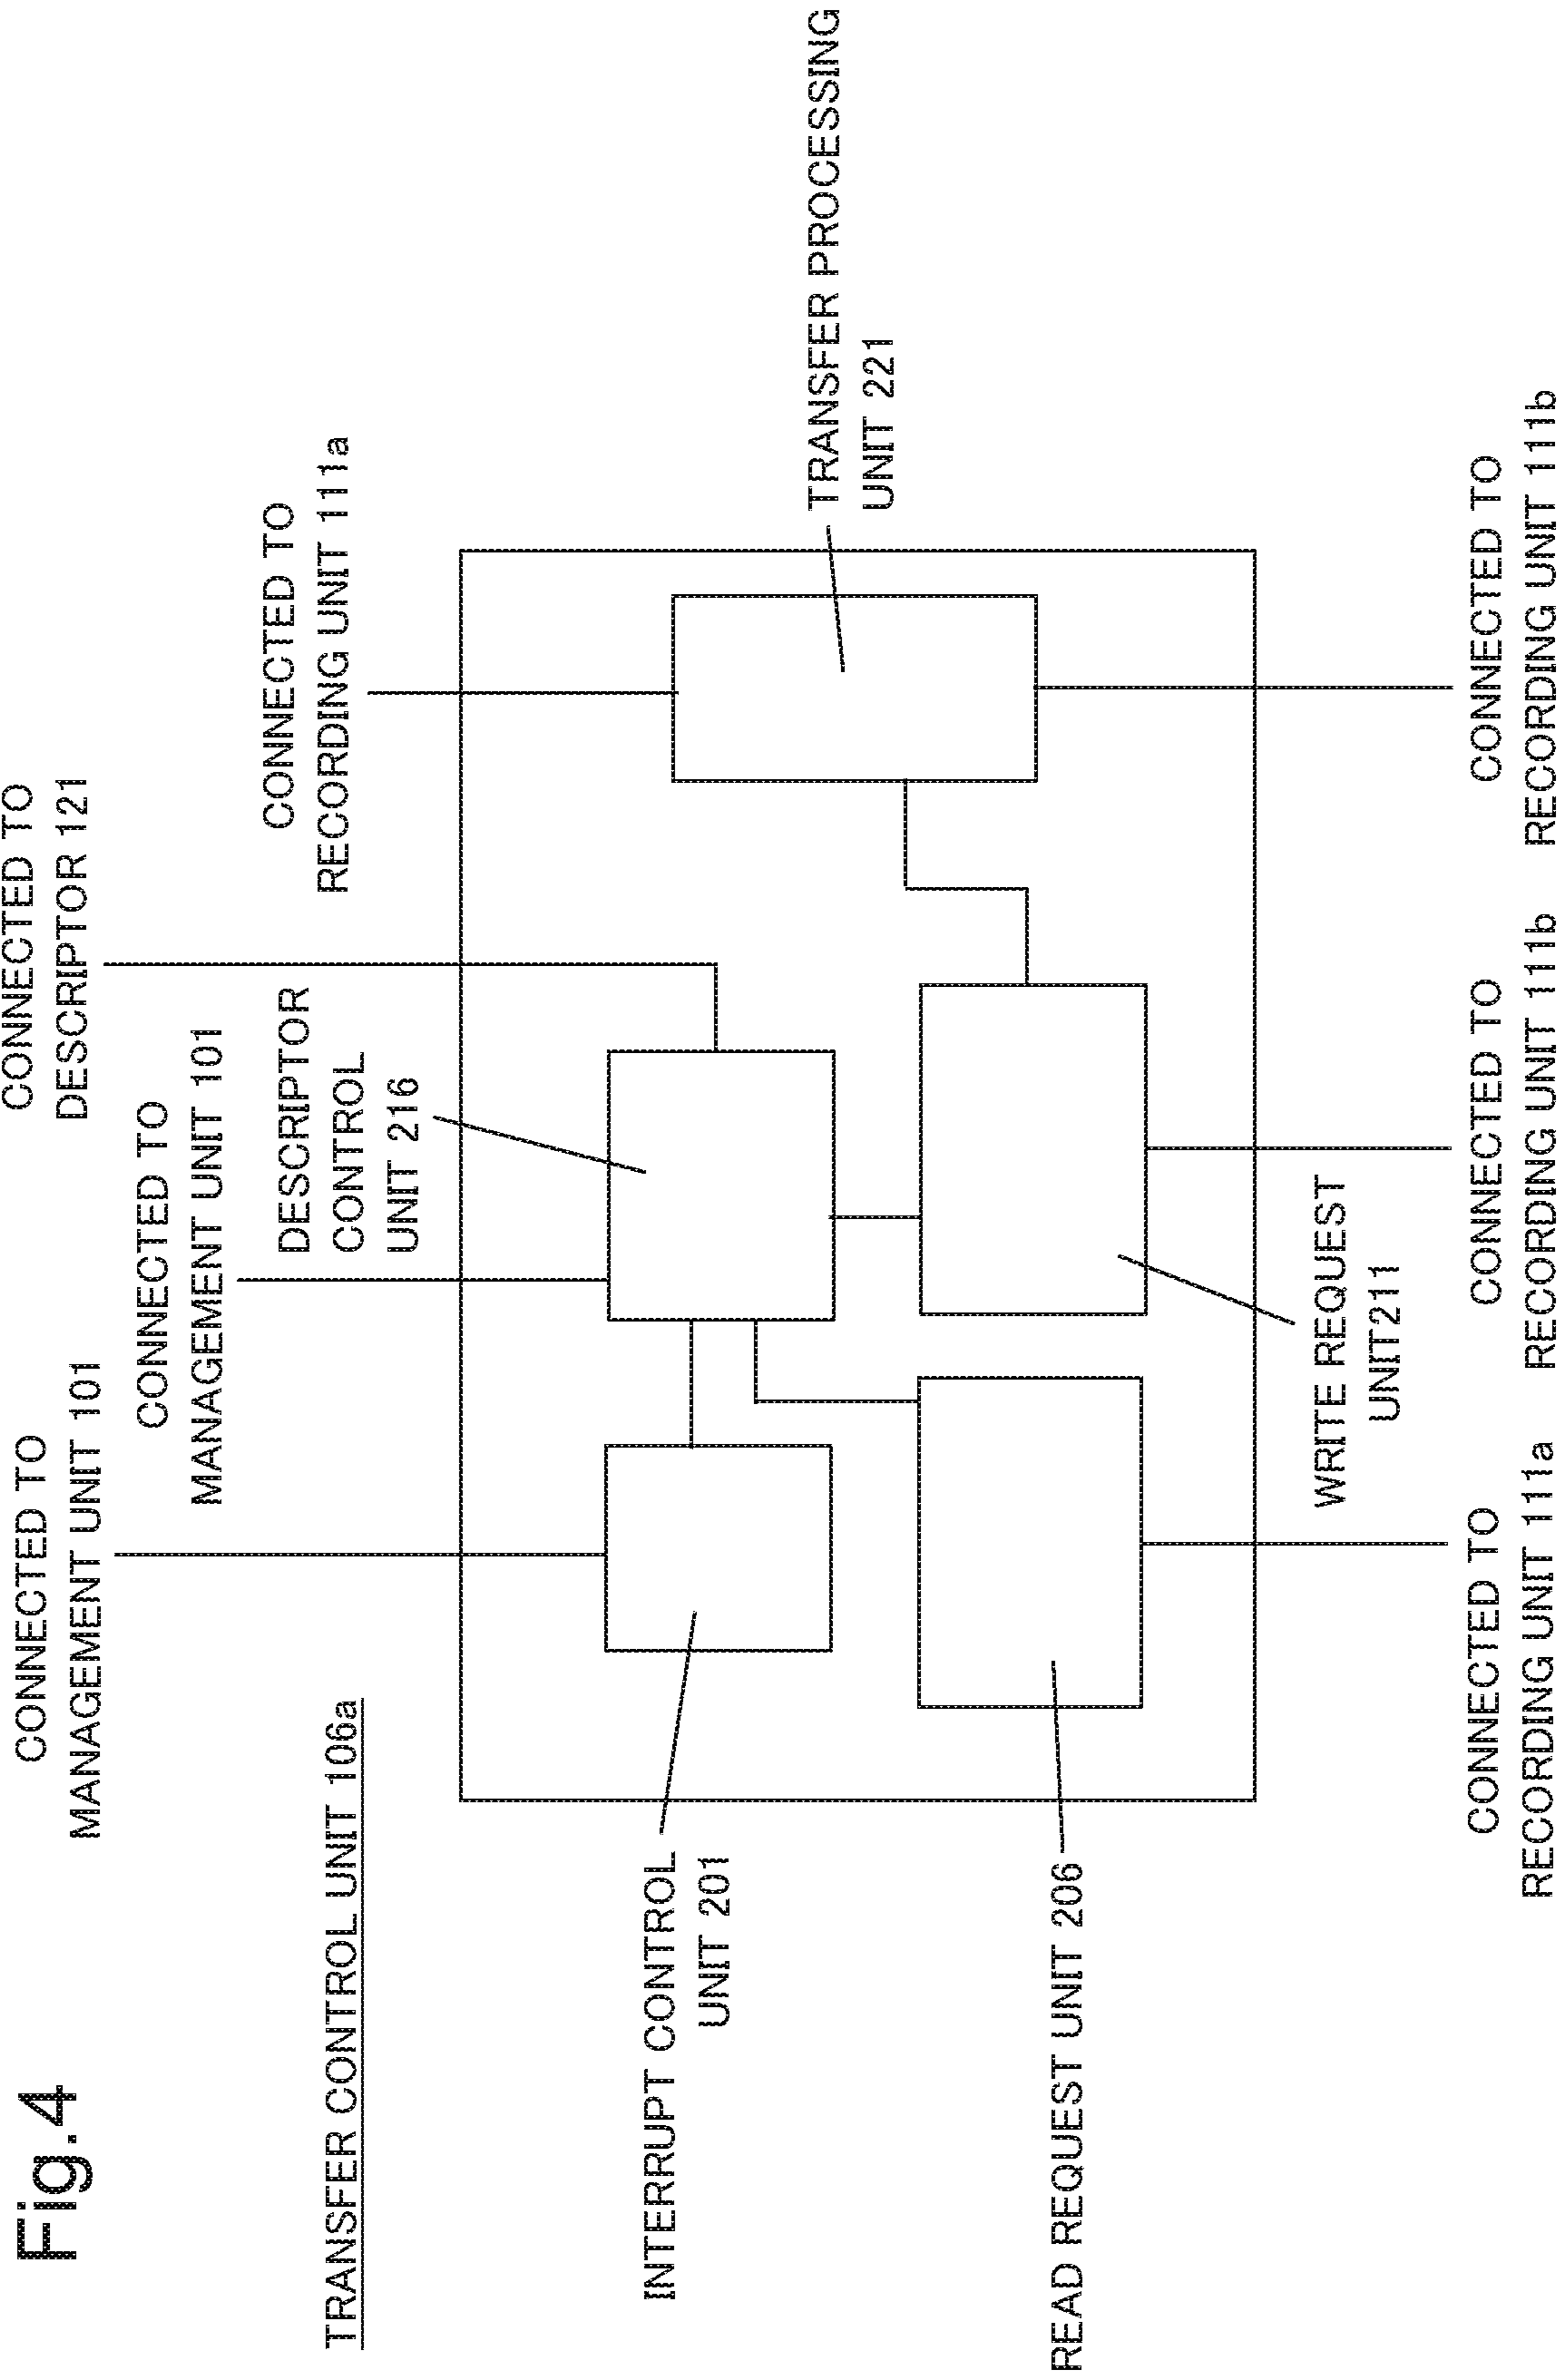 Fig.4
TRANSFER CONTROL UNIT 106a
CONNECTED TO
MANAGEMENT UNIT 101
CONNECTED TO
MANAGEMENT UNIT 101
CONNECTED TO
DESCRIPTOR 121
DESCRIPTOR
CONTROL
UNIT 216
CONNECTED TO
RECORDING UNIT 111a
INTERRUPT CONTROL
UNIT 201
TRANSFER PROCESSING
UNIT 221
READ REQUEST UNIT 206
WRITE REQUEST
UNIT211
CONNECTED TO
RECORDING UNIT 111a
CONNECTED TO
RECORDING UNIT 111b
CONNECTED TO
RECORDING UNIT 111b